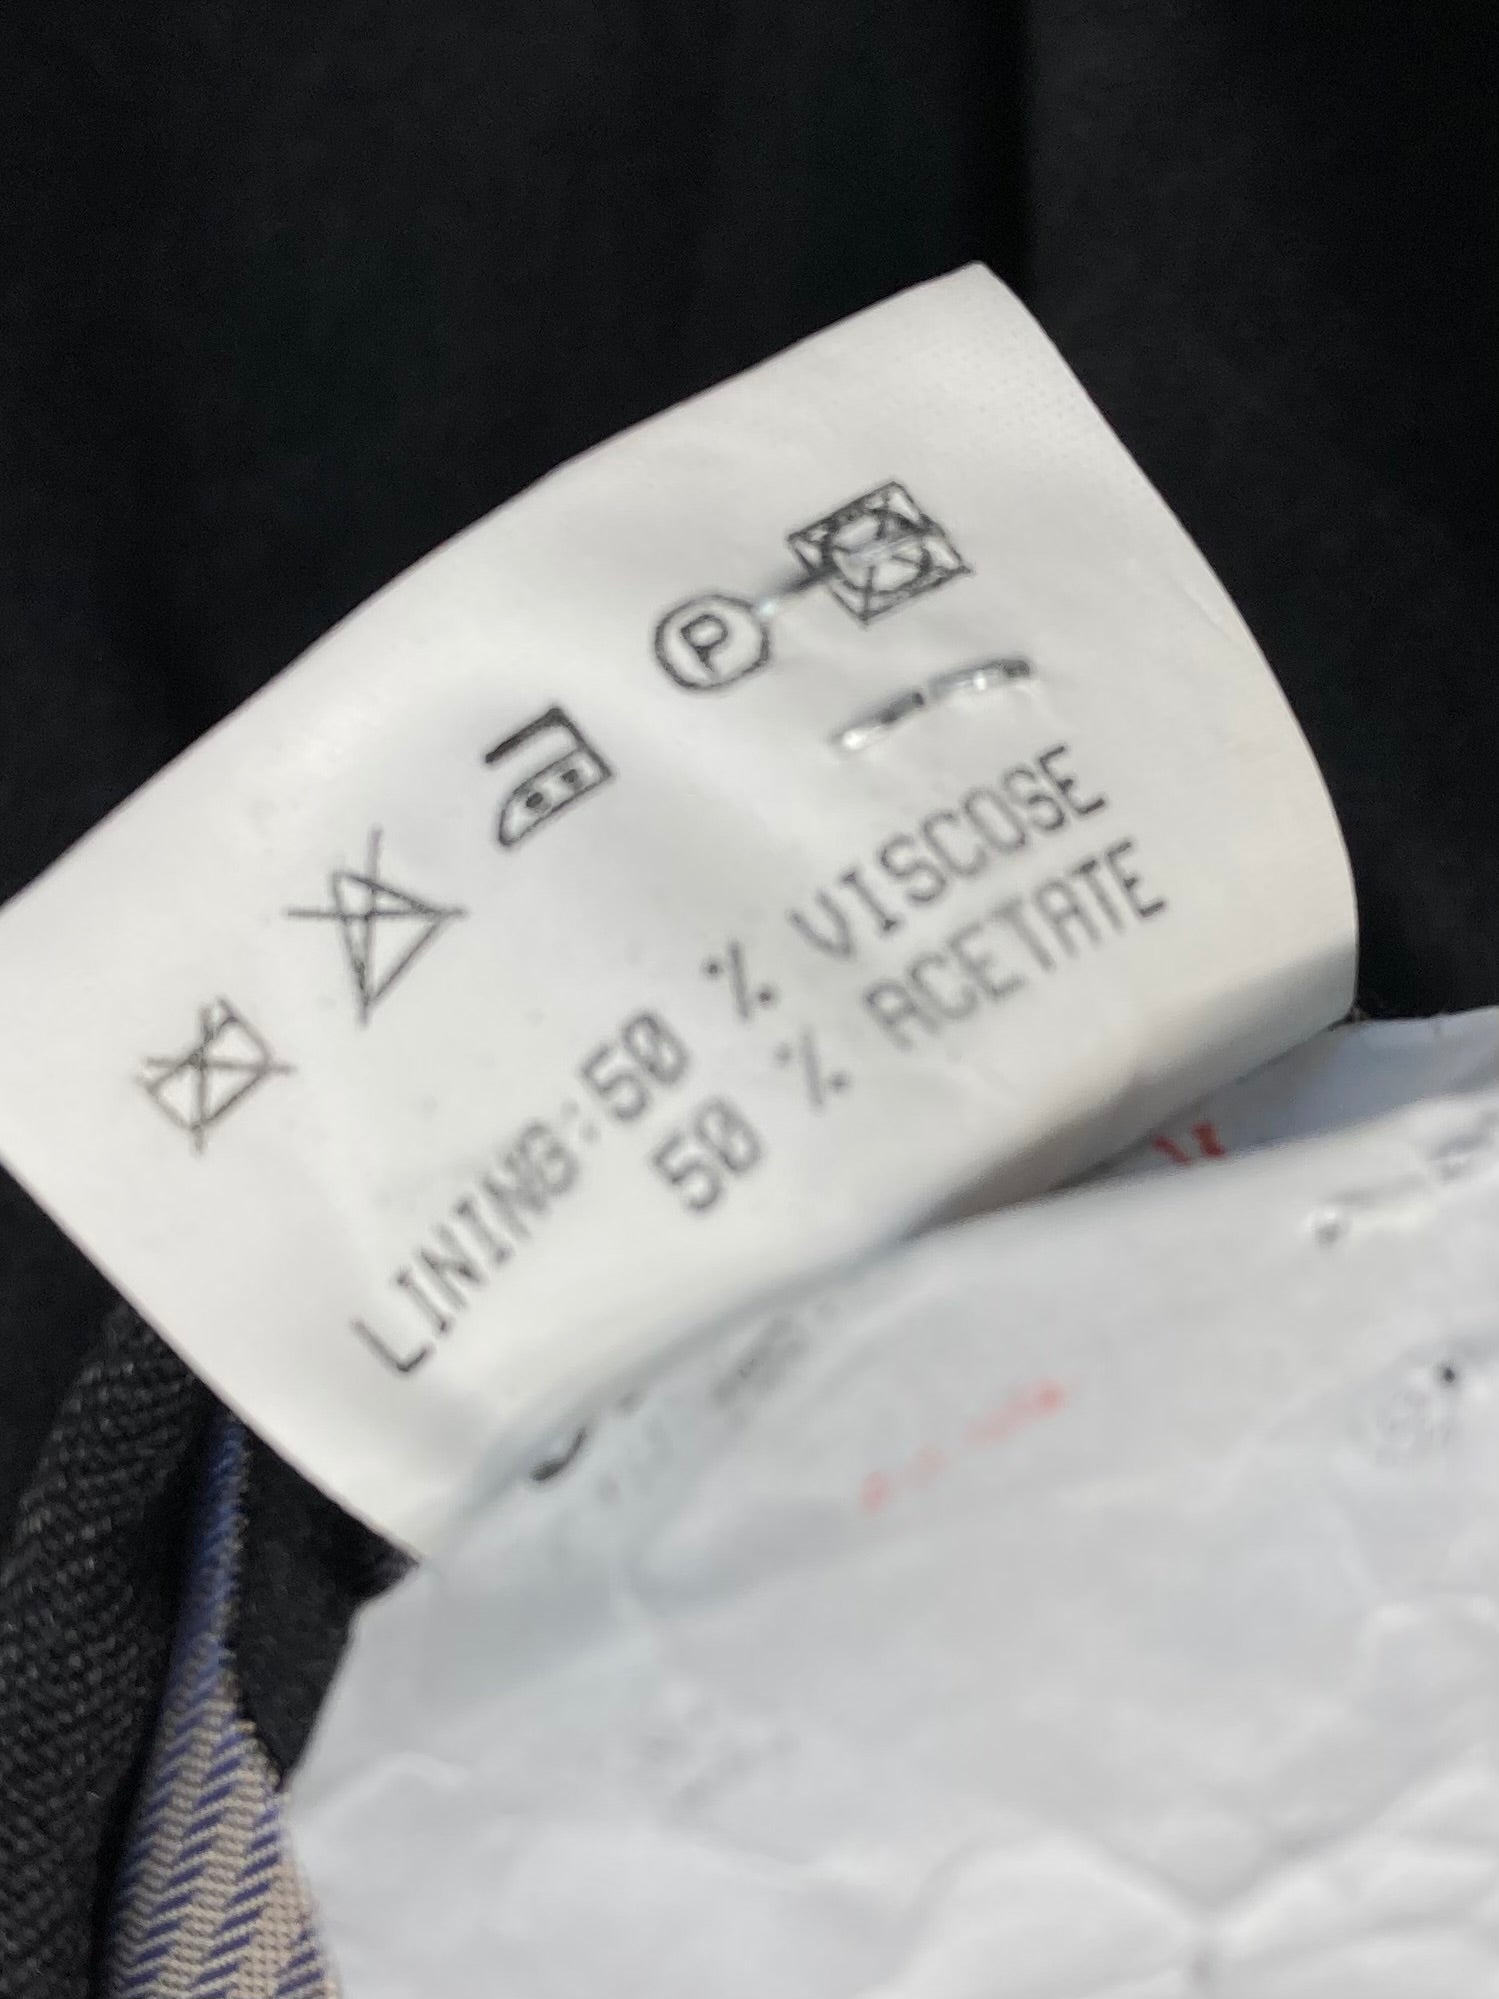 P
LINING:50 % VISCOSE
50 % ACETATE